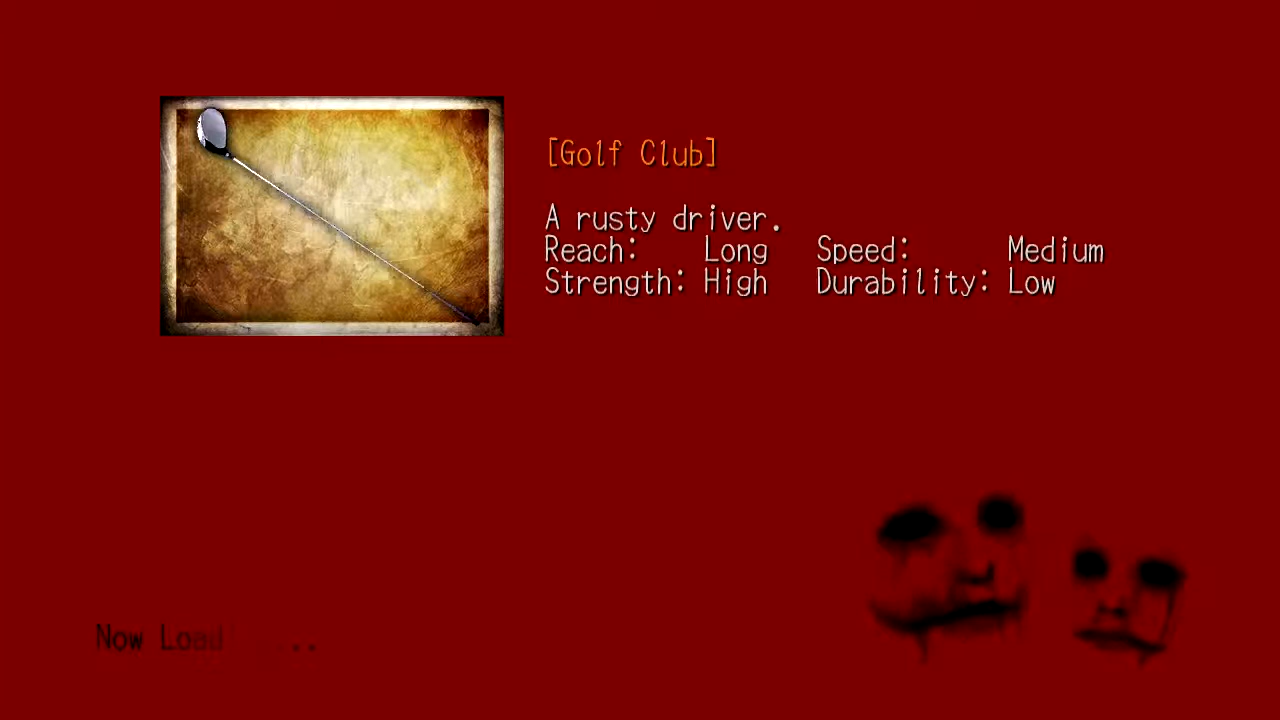 [Golf Club]
A rusty driver.
Reach: Long Speed: Medium
Strength: High Durability: Low
Now Load ...